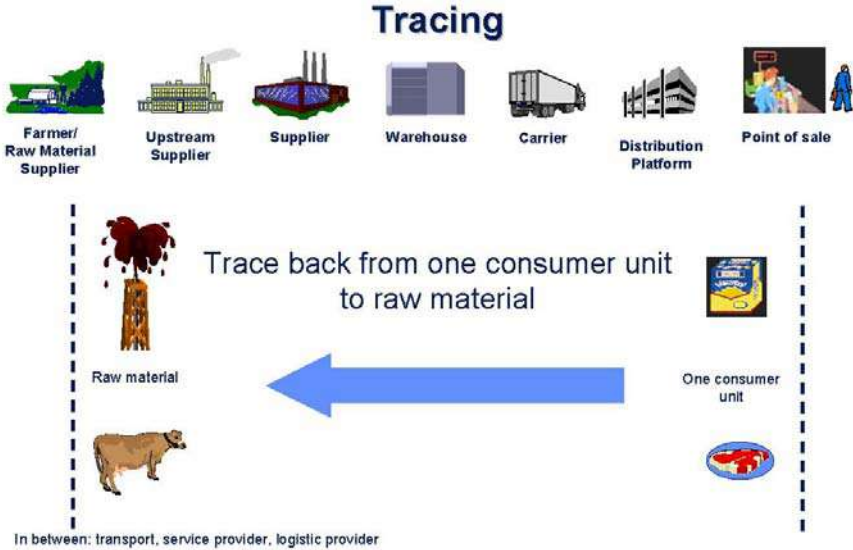 Tracing
Farmer/
Raw Material
Supplier
Upstream
Supplier
Supplier
Warehouse
Carrier
Distribution
Platform
Point of sale
Trace back from one consumer unit
to raw material
Raw material
One consumer
unit
In between: transport, service provider, logistic provider